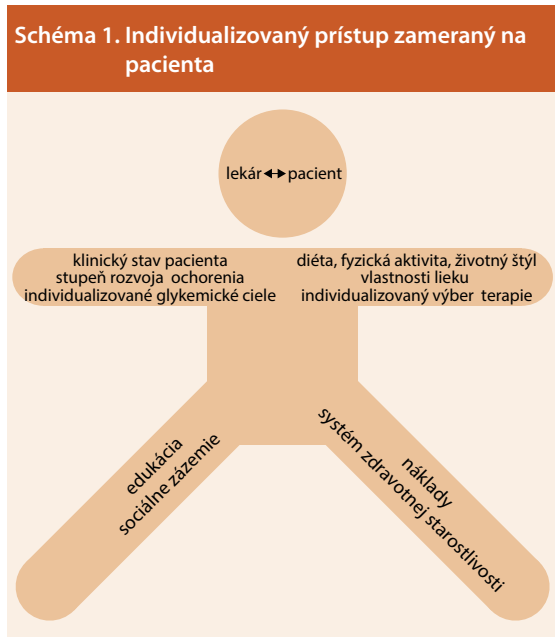 Schéma 1. Individualizovaný prístup zameraný na
pacienta
lekár↔pacient
klinický stav pacienta
stupeň rozvoja ochorenia
individualizované glykemické ciele
diéta, fyzická aktivita, životný štýl
vlastnosti lieku
individualizovaný výber terapie
edukácia
sociálne zázemie
náklady
systém zdravotnej starostlivosti